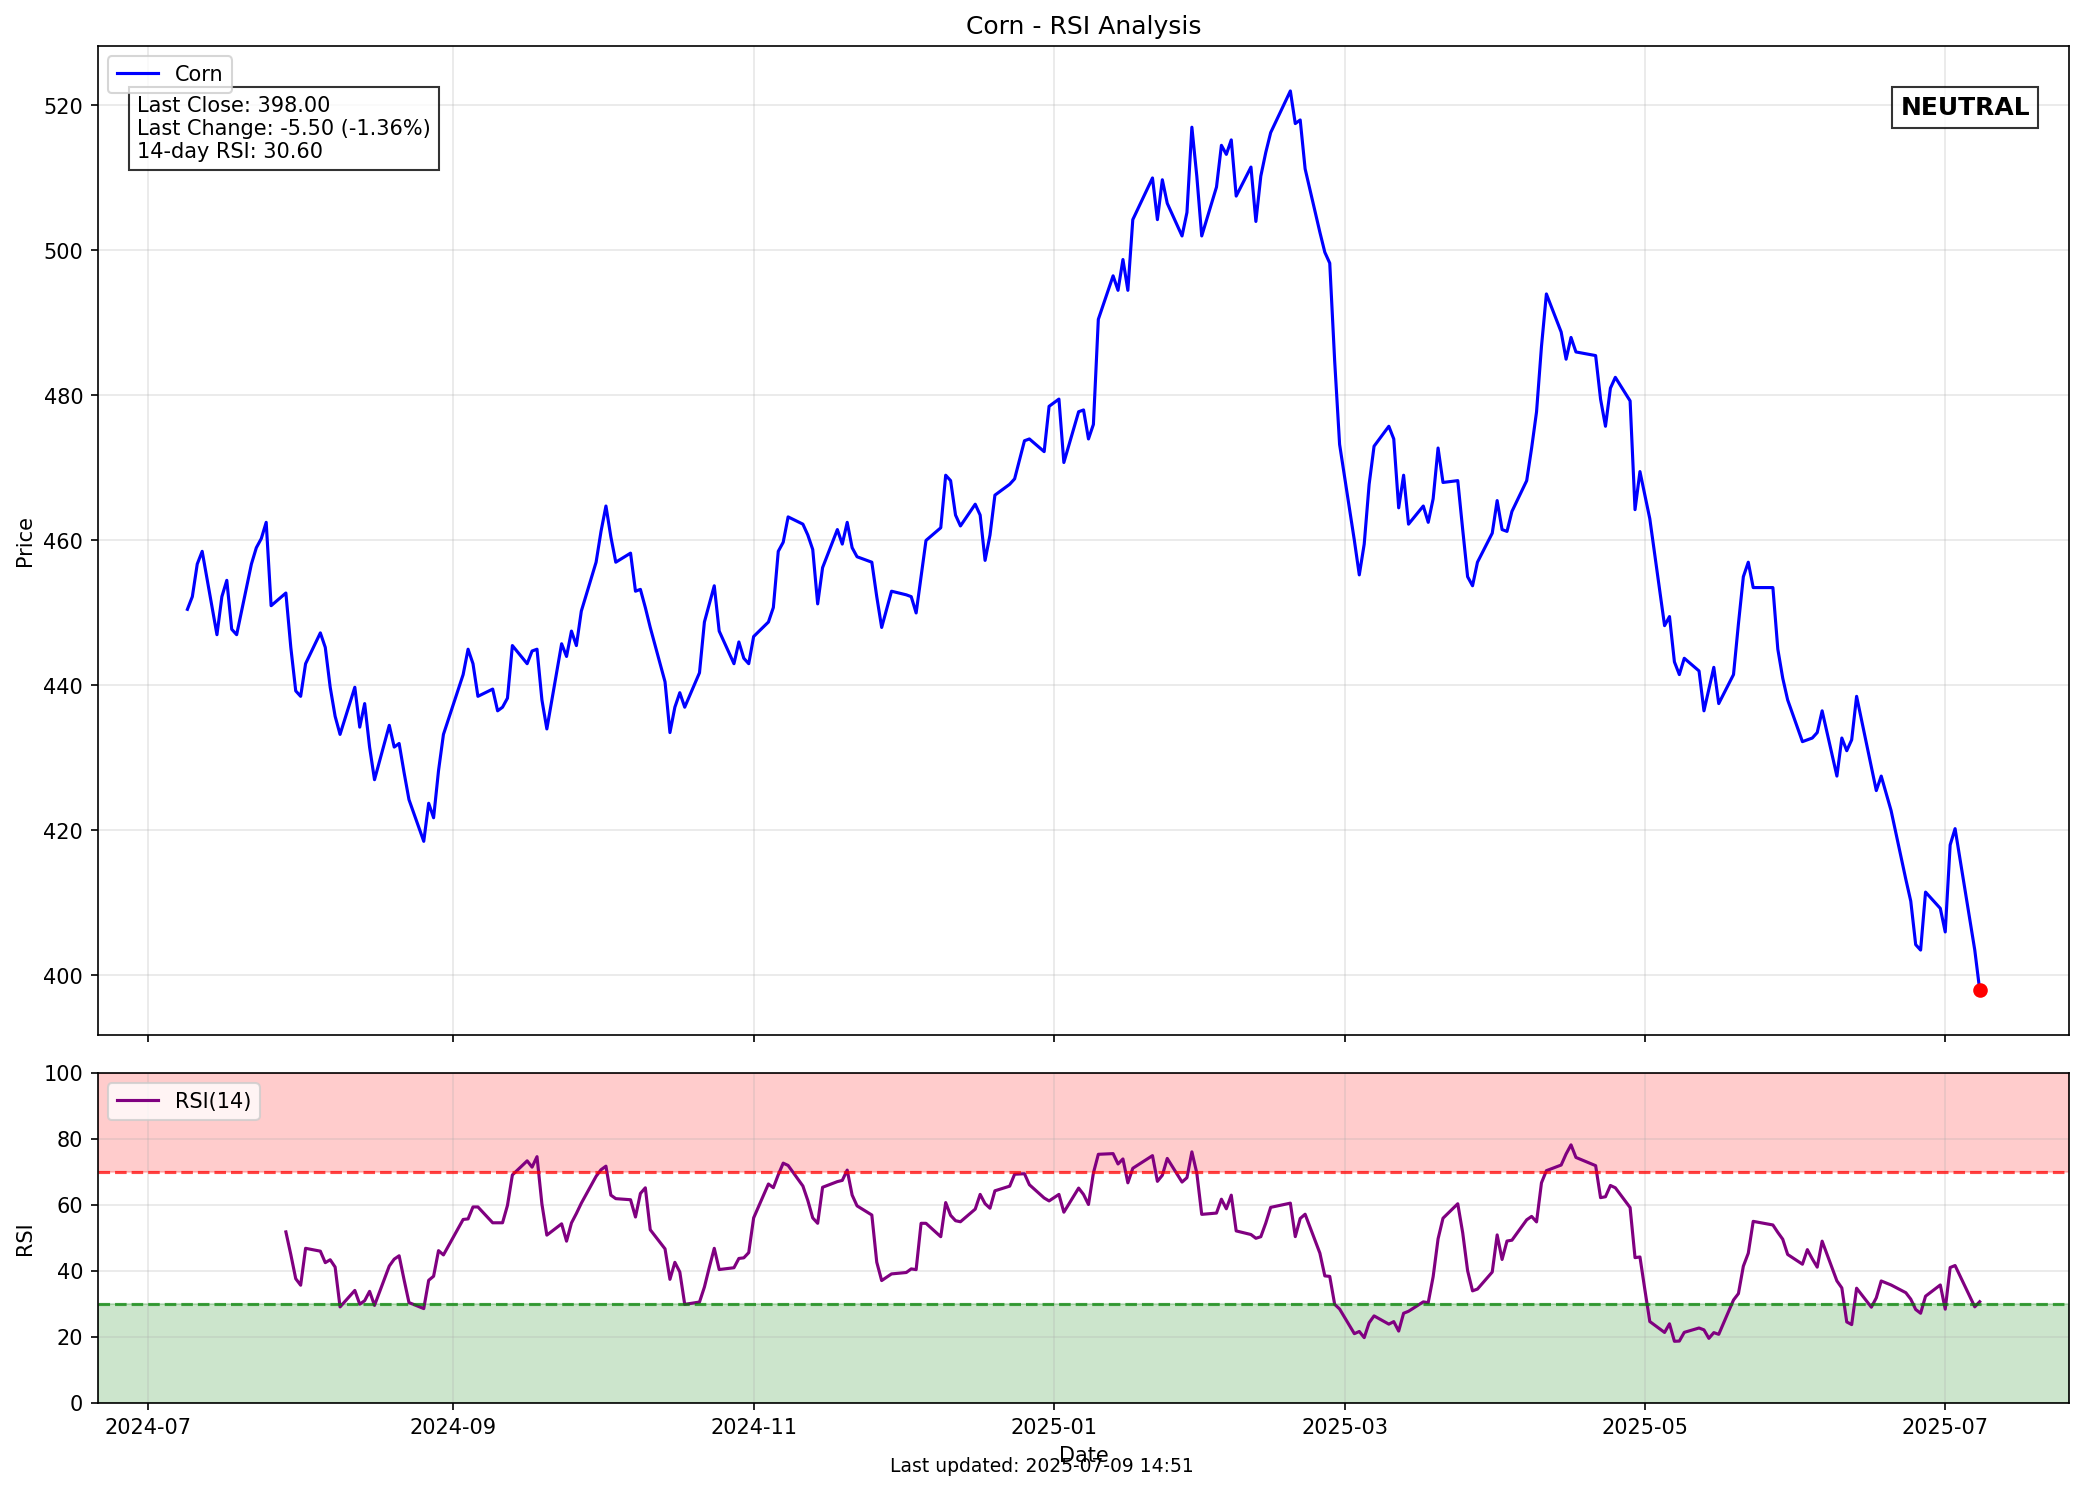 Corn - RSI Analysis
Corn
Last Close: 398.00
Last Change: -5.50 (-1.36%)
14-day RSI: 30.60
NEUTRAL
Price
520
500
480
460
440
420
400
RSI(14)
RSI
100
80
60
40
20
0
2024-07
2024-09
2024-11
2025-01
2025-03
2025-05
2025-07
Date
Last updated: 2025-07-09 14:51